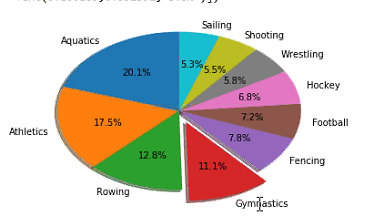 Sailing
Shooting
Wrestling
Hockey
Football
Fencing
Gymnastics
Rowing
Athletics
Aquatics
5.3%
5.5%
5.8%
6.8%
7.2%
7.8%
11.1%
12.8%
17.5%
20.1%